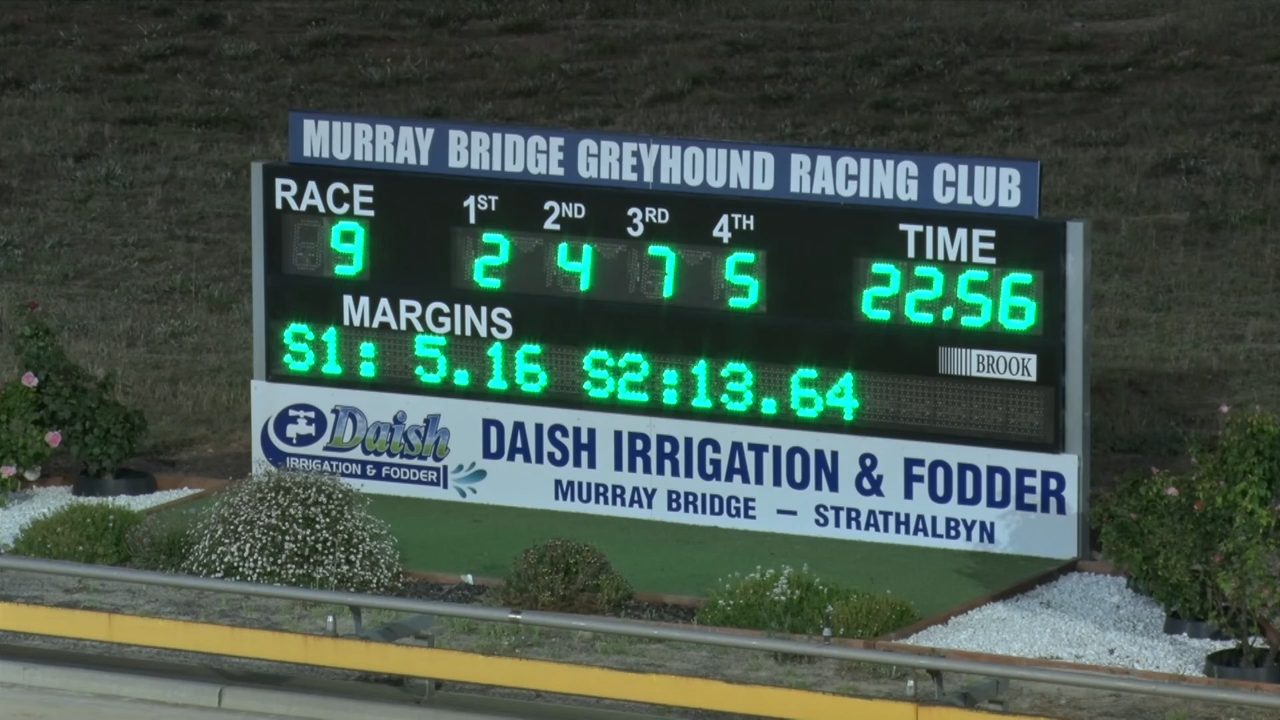 MURRAY BRIDGE GREYHOUND RACING CLUB
RACE 1ST 2ND 3RD 4TH TIME
9 2 4 7 5 22.56
MARGINS
BROOK
S1: 5.16 S2:13.64
Daish
IRRIGATION & FODDER
DAISH IRRIGATION & FODDER
MURRAY BRIDGE – STRATHALBYN